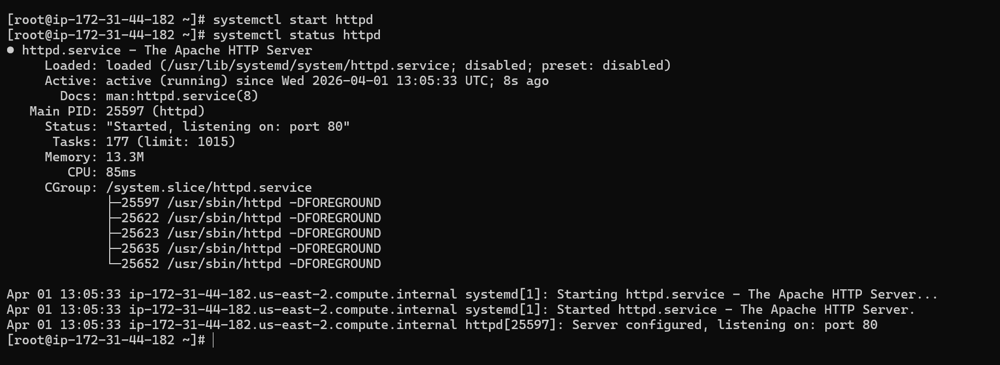 [root@ip-172-31-44-182 ~]# systemctl start httpd
[root@ip-172-31-44-182 ~]# systemctl status httpd
● httpd.service - The Apache HTTP Server
     Loaded: loaded (/usr/lib/systemd/system/httpd.service; disabled; preset: disabled)
     Active: active (running) since Wed 2026-04-01 13:05:33 UTC; 8s ago
       Docs: man:httpd.service(8)
   Main PID: 25597 (httpd)
     Status: "Started, listening on: port 80"
      Tasks: 177 (limit: 1015)
     Memory: 13.3M
        CPU: 85ms
     CGroup: /system.slice/httpd.service
             ├─25597 /usr/sbin/httpd -DFOREGROUND
             ├─25622 /usr/sbin/httpd -DFOREGROUND
             ├─25623 /usr/sbin/httpd -DFOREGROUND
             ├─25635 /usr/sbin/httpd -DFOREGROUND
             └─25652 /usr/sbin/httpd -DFOREGROUND

Apr 01 13:05:33 ip-172-31-44-182.us-east-2.compute.internal systemd[1]: Starting httpd.service - The Apache HTTP Server...
Apr 01 13:05:33 ip-172-31-44-182.us-east-2.compute.internal systemd[1]: Started httpd.service - The Apache HTTP Server.
Apr 01 13:05:33 ip-172-31-44-182.us-east-2.compute.internal httpd[25597]: Server configured, listening on: port 80
[root@ip-172-31-44-182 ~]#